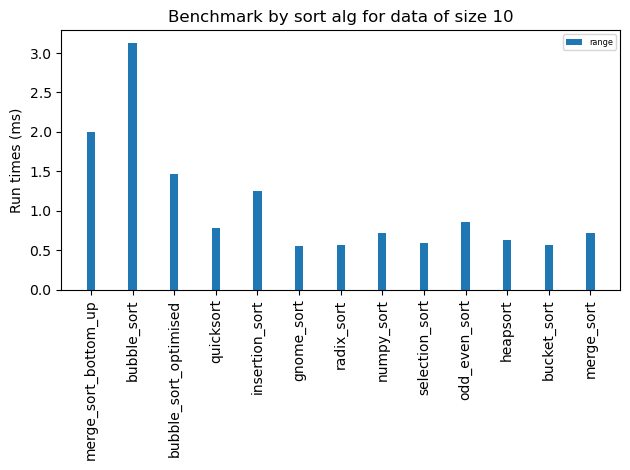 Benchmark by sort alg for data of size 10
range
Run times (ms)
3.0
2.5
2.0
1.5
1.0
0.5
0.0
merge_sort_bottom_up
bubble_sort
bubble_sort_optimised
quicksort
insertion_sort
gnome_sort
radix_sort
numpy_sort
selection_sort
odd_even_sort
heapsort
bucket_sort
merge_sort